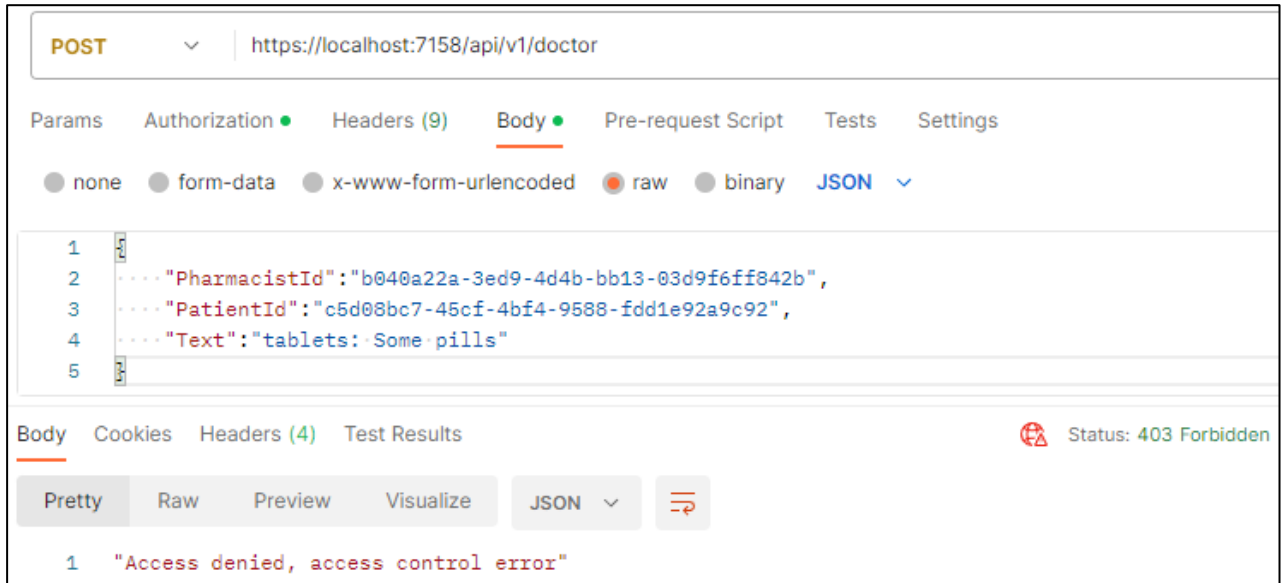 POST https://localhost:7158/api/v1/doctor
Params Authorization Headers (9) Body Pre-request Script Tests Settings
none form-data x-www-form-urlencoded raw binary JSON
1 {
2 "PharmacistId":"b040a22a-3ed9-4d4b-bb13-03d9f6ff842b",
3 "PatientId":"c5d08bc7-45cf-4bf4-9588-fdd1e92a9c92",
4 "Text":"tablets: Some pills"
5 }
Body Cookies Headers (4) Test Results Status: 403 Forbidden
Pretty Raw Preview Visualize JSON
1 "Access denied, access control error"